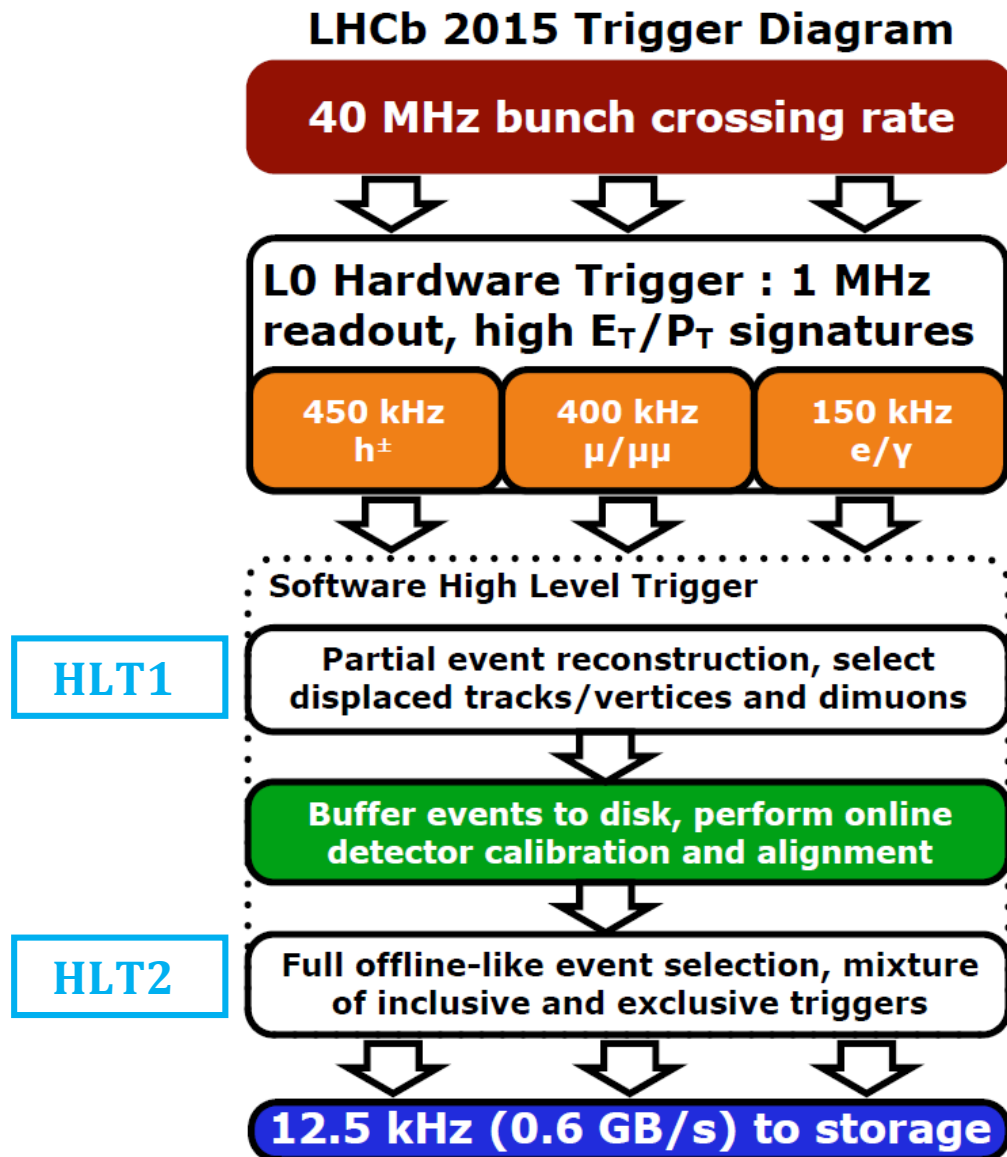 LHCb 2015 Trigger Diagram
40 MHz bunch crossing rate
L0 Hardware Trigger : 1 MHz
readout, high E_T/P_T signatures
450 kHz
h±
400 kHz
μ/μμ
150 kHz
e/γ
Software High Level Trigger
HLT1
Partial event reconstruction, select
displaced tracks/vertices and dimuons
Buffer events to disk, perform online
detector calibration and alignment
HLT2
Full offline-like event selection, mixture
of inclusive and exclusive triggers
12.5 kHz (0.6 GB/s) to storage